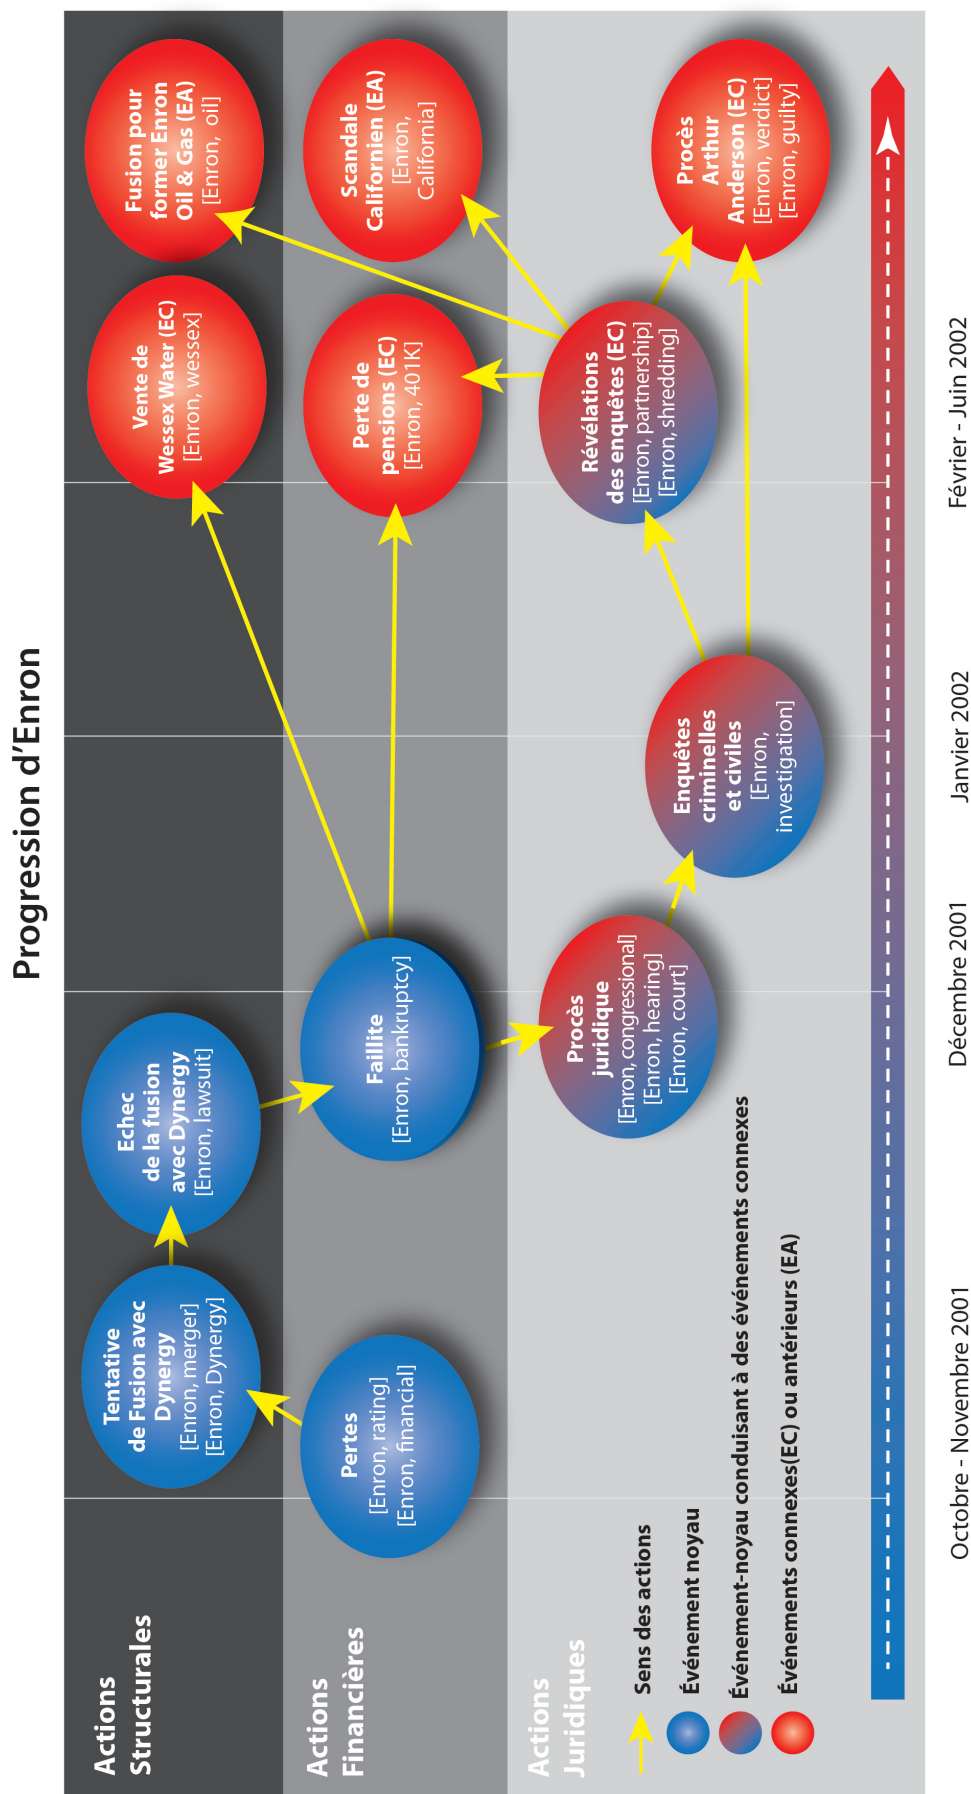 Progression d'Enron
Actions
Structurales
Tentative
de Fusion avec
Dynergy
[Enron, merger]
[Enron, Dynergy]
Echec
de la fusion
avec Dynergy
[Enron, lawsuit]
Vente de
Wessex Water (EC)
[Enron, wessex]
Fusion pour
former Enron
Oil & Gas (EA)
[Enron, oil]
Actions
Financières
Pertes
[Enron, rating]
[Enron, financial]
Faillite
[Enron, bankruptcy]
Perte de
pensions (EC)
[Enron, 401K]
Scandale
Californien (EA)
[Enron,
California]
Actions
Juridiques
Procès
juridique
[Enron, congressional]
[Enron, hearing]
[Enron, court]
Enquêtes
criminelles
et civiles
[Enron,
investigation]
Révélations
des enquêtes (EC)
[Enron, partnership]
[Enron, shredding]
Procès
Arthur
Anderson (EC)
[Enron, verdict]
[Enron, guilty]
Sens des actions
Événement noyau
Événement-noyau conduisant à des événements connexes
Événements connexes(EC) ou antérieurs (EA)
Octobre - Novembre 2001
Décembre 2001
Janvier 2002
Février - Juin 2002